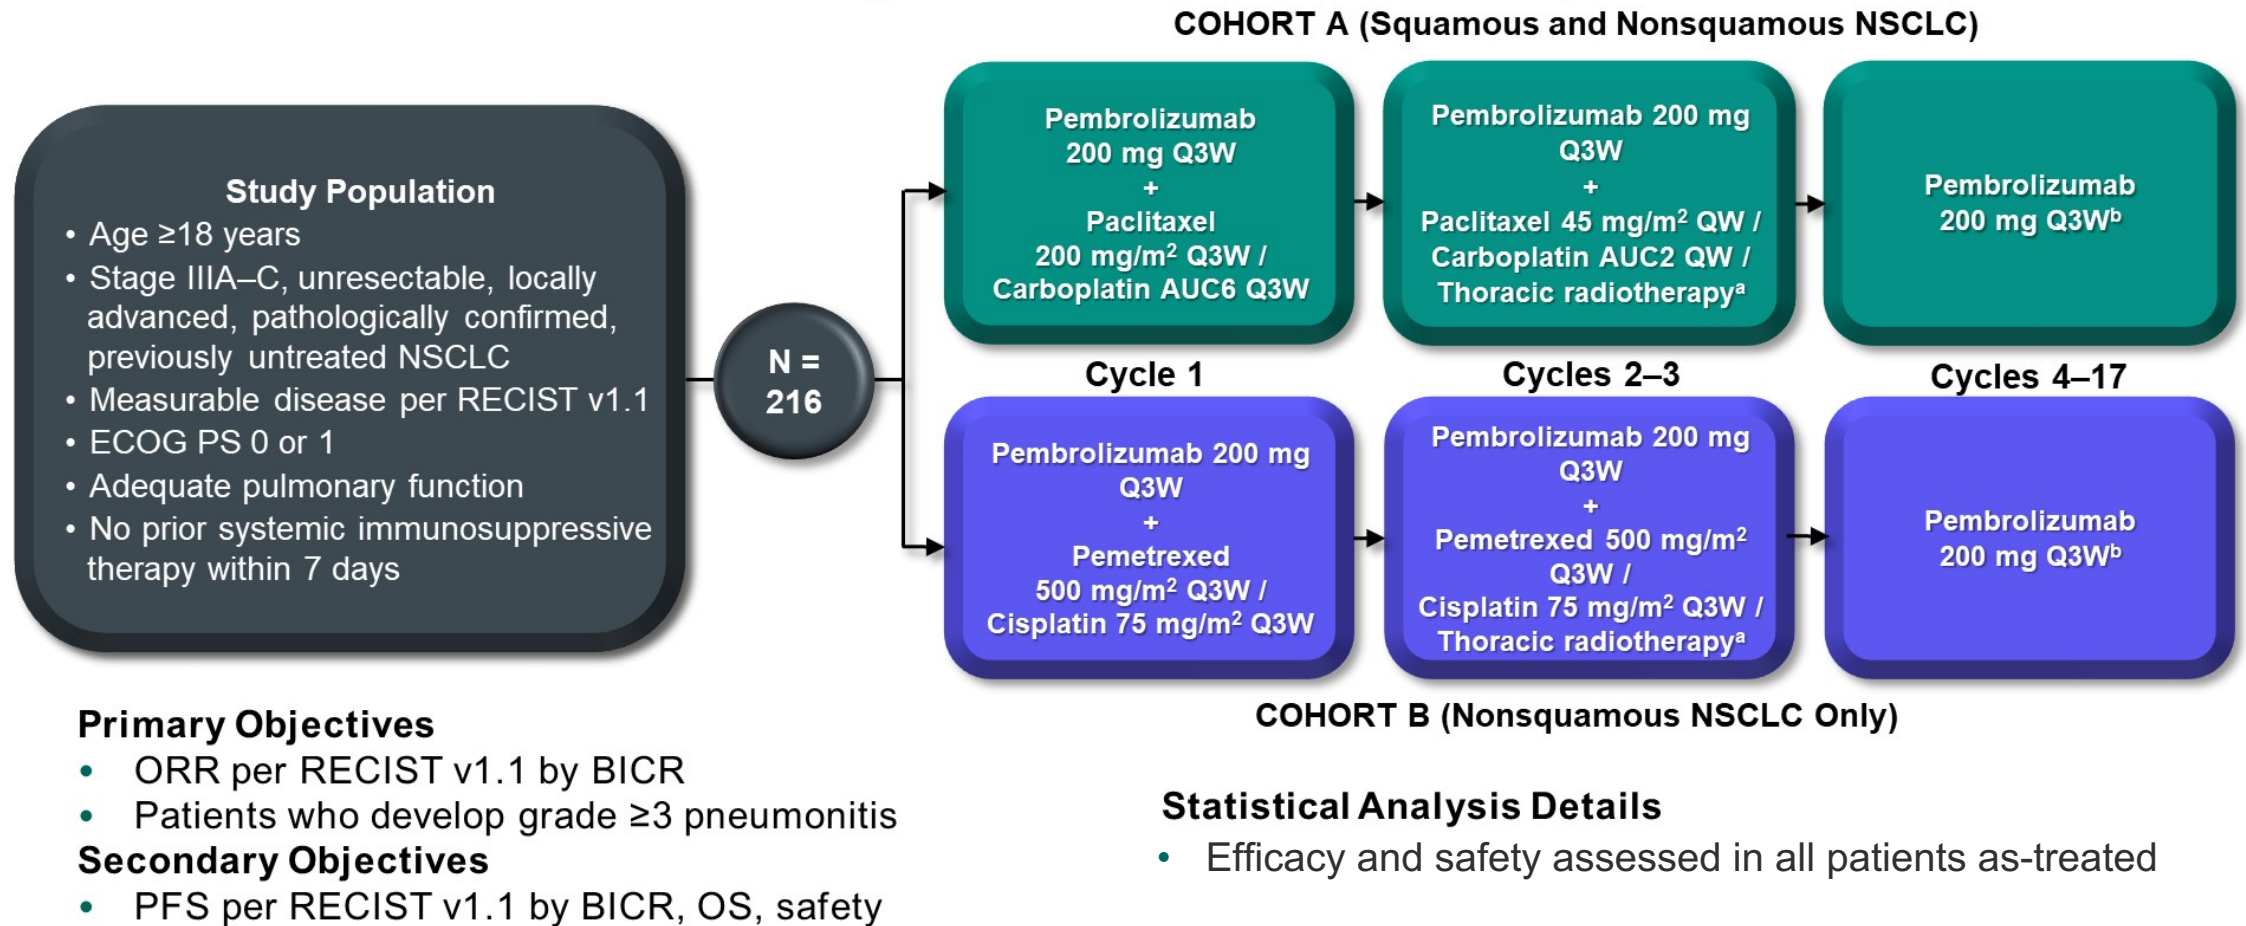 COHORT A (Squamous and Nonsquamous NSCLC)
Study Population
• Age ≥18 years
• Stage IIIA–C, unresectable, locally
advanced, pathologically confirmed,
previously untreated NSCLC
• Measurable disease per RECIST v1.1
• ECOG PS 0 or 1
• Adequate pulmonary function
• No prior systemic immunosuppressive
therapy within 7 days
N =
216
Pembrolizumab
200 mg Q3W
+
Paclitaxel
200 mg/m² Q3W /
Carboplatin AUC6 Q3W
Pembrolizumab 200 mg
Q3W
+
Paclitaxel 45 mg/m² QW /
Carboplatin AUC2 QW /
Thoracic radiotherapyᵃ
Pembrolizumab
200 mg Q3Wᵇ
Cycle 1
Cycles 2–3
Cycles 4–17
Pembrolizumab 200 mg
Q3W
+
Pemetrexed
500 mg/m² Q3W /
Cisplatin 75 mg/m² Q3W
Pembrolizumab 200 mg
Q3W
+
Pemetrexed 500 mg/m²
Q3W /
Cisplatin 75 mg/m² Q3W /
Thoracic radiotherapyᵃ
Pembrolizumab
200 mg Q3Wᵇ
COHORT B (Nonsquamous NSCLC Only)
Primary Objectives
• ORR per RECIST v1.1 by BICR
• Patients who develop grade ≥3 pneumonitis
Secondary Objectives
• PFS per RECIST v1.1 by BICR, OS, safety
Statistical Analysis Details
• Efficacy and safety assessed in all patients as-treated